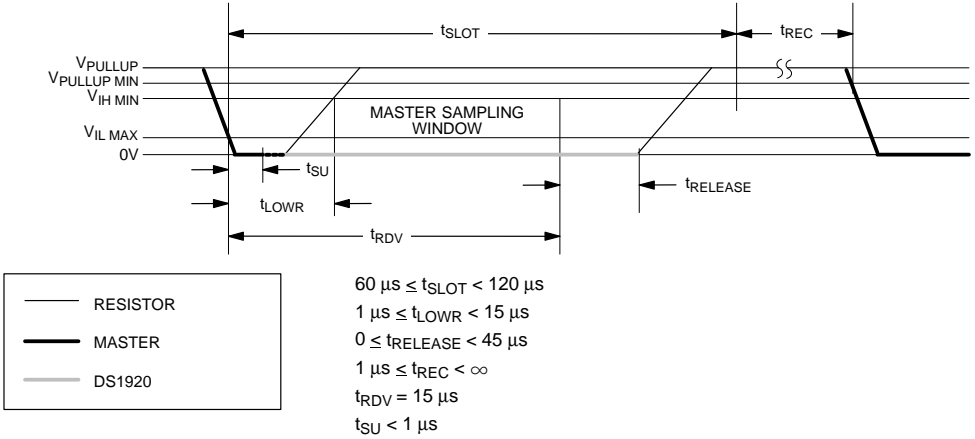 tSLOT
tREC
VPULLUP
VPULLUP MIN
VIH MIN
MASTER SAMPLING
WINDOW
VIL MAX
0V
tSU
tRELEASE
tLOWR
tRDV
RESISTOR
MASTER
DS1920
60 μs ≤ tSLOT < 120 μs
1 μs ≤ tLOWR < 15 μs
0 ≤ tRELEASE < 45 μs
1 μs ≤ tREC < ∞
tRDV = 15 μs
tSU < 1 μs